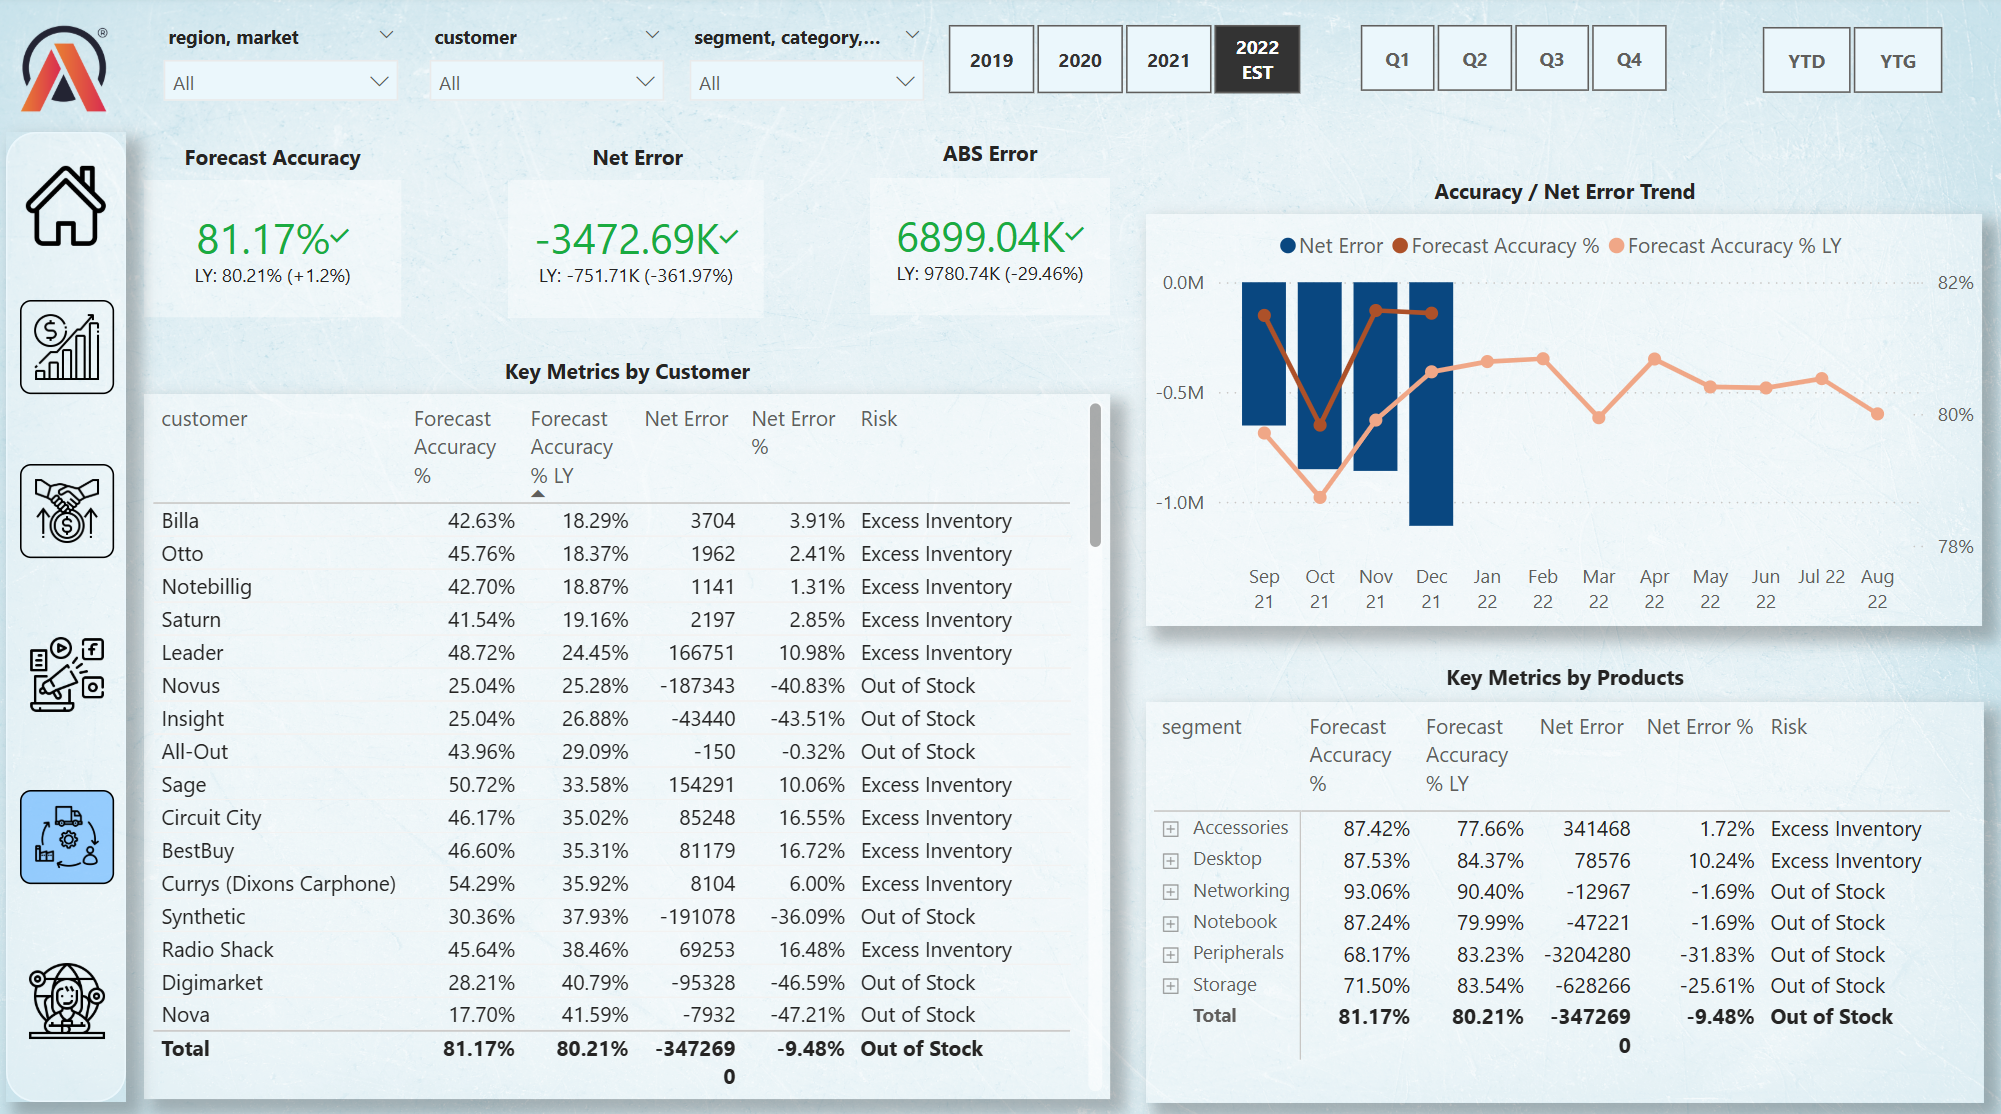 ®
region, market
customer
segment, category,...
All
All
All
2019
2020
2021
2022
EST
Q1
Q2
Q3
Q4
YTD
YTG
Forecast Accuracy
81.17%
LY: 80.21% (+1.2%)
Net Error
-3472.69K
LY: -751.71K (-361.97%)
ABS Error
6899.04K
LY: 9780.74K (-29.46%)
Key Metrics by Customer
customer Forecast Accuracy % Forecast Accuracy % LY Net Error Net Error % Risk
Billa 42.63% 18.29% 3704 3.91% Excess Inventory
Otto 45.76% 18.37% 1962 2.41% Excess Inventory
Notebillig 42.70% 18.87% 1141 1.31% Excess Inventory
Saturn 41.54% 19.16% 2197 2.85% Excess Inventory
Leader 48.72% 24.45% 166751 10.98% Excess Inventory
Novus 25.04% 25.28% -187343 -40.83% Out of Stock
Insight 25.04% 26.88% -43440 -43.51% Out of Stock
All-Out 43.96% 29.09% -150 -0.32% Out of Stock
Sage 50.72% 33.58% 154291 10.06% Excess Inventory
Circuit City 46.17% 35.02% 85248 16.55% Excess Inventory
BestBuy 46.60% 35.31% 81179 16.72% Excess Inventory
Currys (Dixons Carphone) 54.29% 35.92% 8104 6.00% Excess Inventory
Synthetic 30.36% 37.93% -191078 -36.09% Out of Stock
Radio Shack 45.64% 38.46% 69253 16.48% Excess Inventory
Digimarket 28.21% 40.79% -95328 -46.59% Out of Stock
Nova 17.70% 41.59% -7932 -47.21% Out of Stock
Total 81.17% 80.21% -347269 -9.48% Out of Stock
0
Accuracy / Net Error Trend
Net Error Forecast Accuracy % Forecast Accuracy % LY
0.0M 82%
-0.5M 80%
-1.0M
78%
Sep Oct Nov Dec Jan Feb Mar Apr May Jun Jul 22 Aug
21 21 21 21 22 22 22 22 22 22 22
Key Metrics by Products
segment Forecast Accuracy % Forecast Accuracy % LY Net Error Net Error % Risk
Accessories 87.42% 77.66% 341468 1.72% Excess Inventory
Desktop 87.53% 84.37% 78576 10.24% Excess Inventory
Networking 93.06% 90.40% -12967 -1.69% Out of Stock
Notebook 87.24% 79.99% -47221 -1.69% Out of Stock
Peripherals 68.17% 83.23% -3204280 -31.83% Out of Stock
Storage 71.50% 83.54% -628266 -25.61% Out of Stock
Total 81.17% 80.21% -347269 -9.48% Out of Stock
0